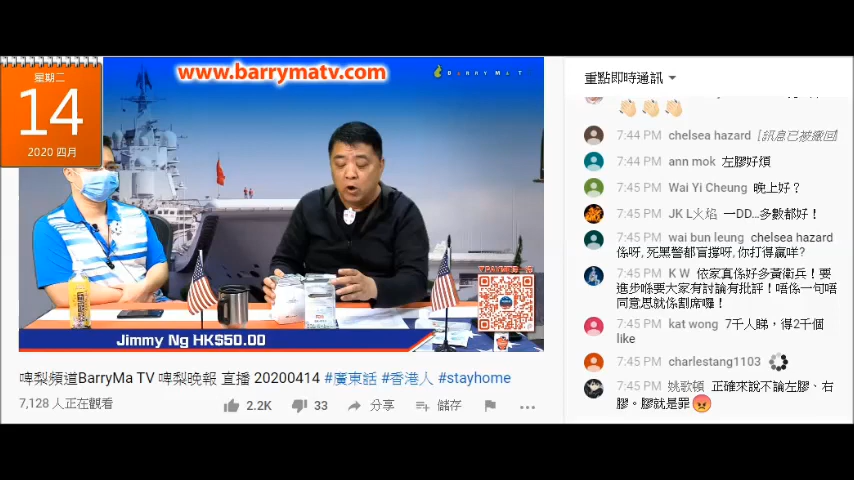 星期二
14
2020 四月
www.barrymatv.com
BARRY MA T
Jimmy Ng HK$50.00
啤梨頻道BarryMa TV 啤梨晚報 直播 20200414 #廣東話 #香港人 #stayhome
7,128 人正在觀看
2.2K
33
分享
儲存
重點即時通訊
7:44 PM chelsea hazard [訊息已被撤回]
7:44 PM ann mok 左膠好煩
7:45 PM Wai Yi Cheung 晚上好？
7:45 PM JK L火焰 一DD...多數都好！
7:45 PM wai bun leung chelsea hazard
係呀, 死黑警都盲撐呀, 你打得贏咩?
7:45 PM K W 依家真係好多黃衛兵！要
進步係要大家有討論有批評！唔係一句唔
同意思就係割席囉！
7:45 PM kat wong 7千人睇，得2千個
like
7:45 PM charlestang1103
7:45 PM 姚歌頓 正確來說不論左膠、右
膠。膠就是罪